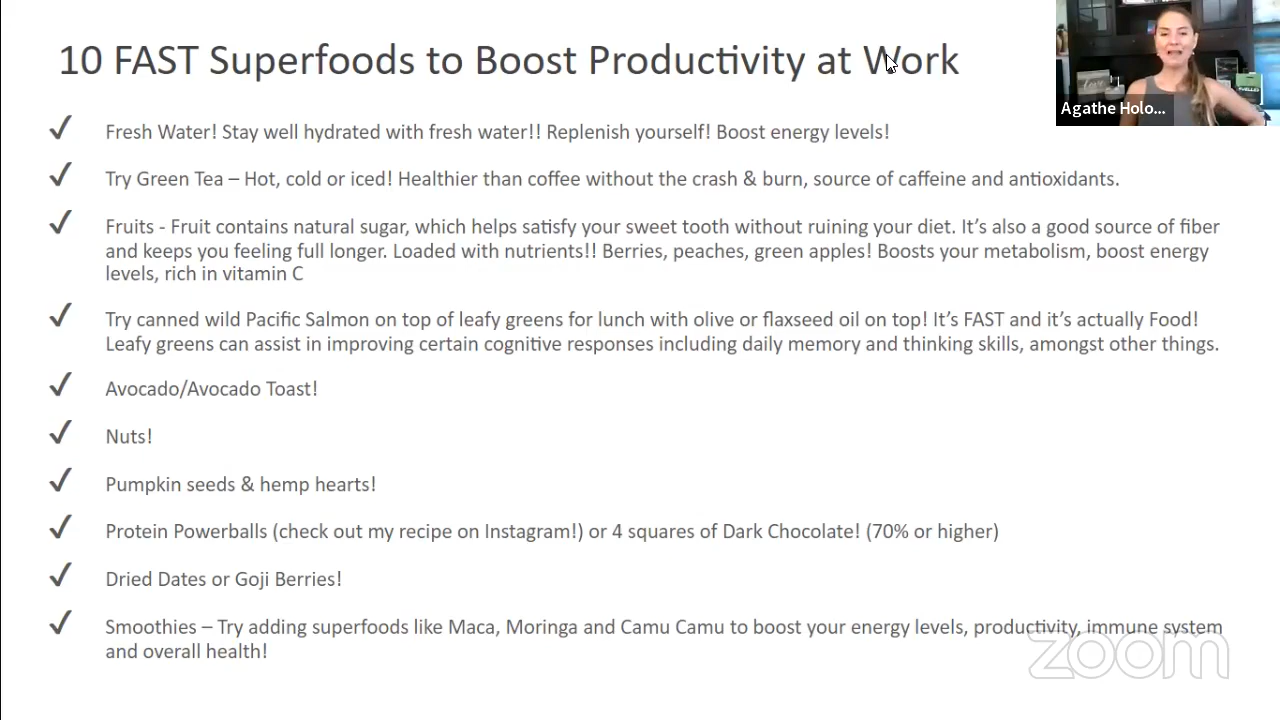 10 FAST Superfoods to Boost Productivity at Work
Agathe Holo...
Fresh Water! Stay well hydrated with fresh water!! Replenish yourself! Boost energy levels!
Try Green Tea – Hot, cold or iced! Healthier than coffee without the crash & burn, source of caffeine and antioxidants.
Fruits - Fruit contains natural sugar, which helps satisfy your sweet tooth without ruining your diet. It’s also a good source of fiber
and keeps you feeling full longer. Loaded with nutrients!! Berries, peaches, green apples! Boosts your metabolism, boost energy
levels, rich in vitamin C
Try canned wild Pacific Salmon on top of leafy greens for lunch with olive or flaxseed oil on top! It’s FAST and it’s actually Food!
Leafy greens can assist in improving certain cognitive responses including daily memory and thinking skills, amongst other things.
Avocado/Avocado Toast!
Nuts!
Pumpkin seeds & hemp hearts!
Protein Powerballs (check out my recipe on Instagram!) or 4 squares of Dark Chocolate! (70% or higher)
Dried Dates or Goji Berries!
Smoothies – Try adding superfoods like Maca, Moringa and Camu Camu to boost your energy levels, productivity, immune system
and overall health!
zoom